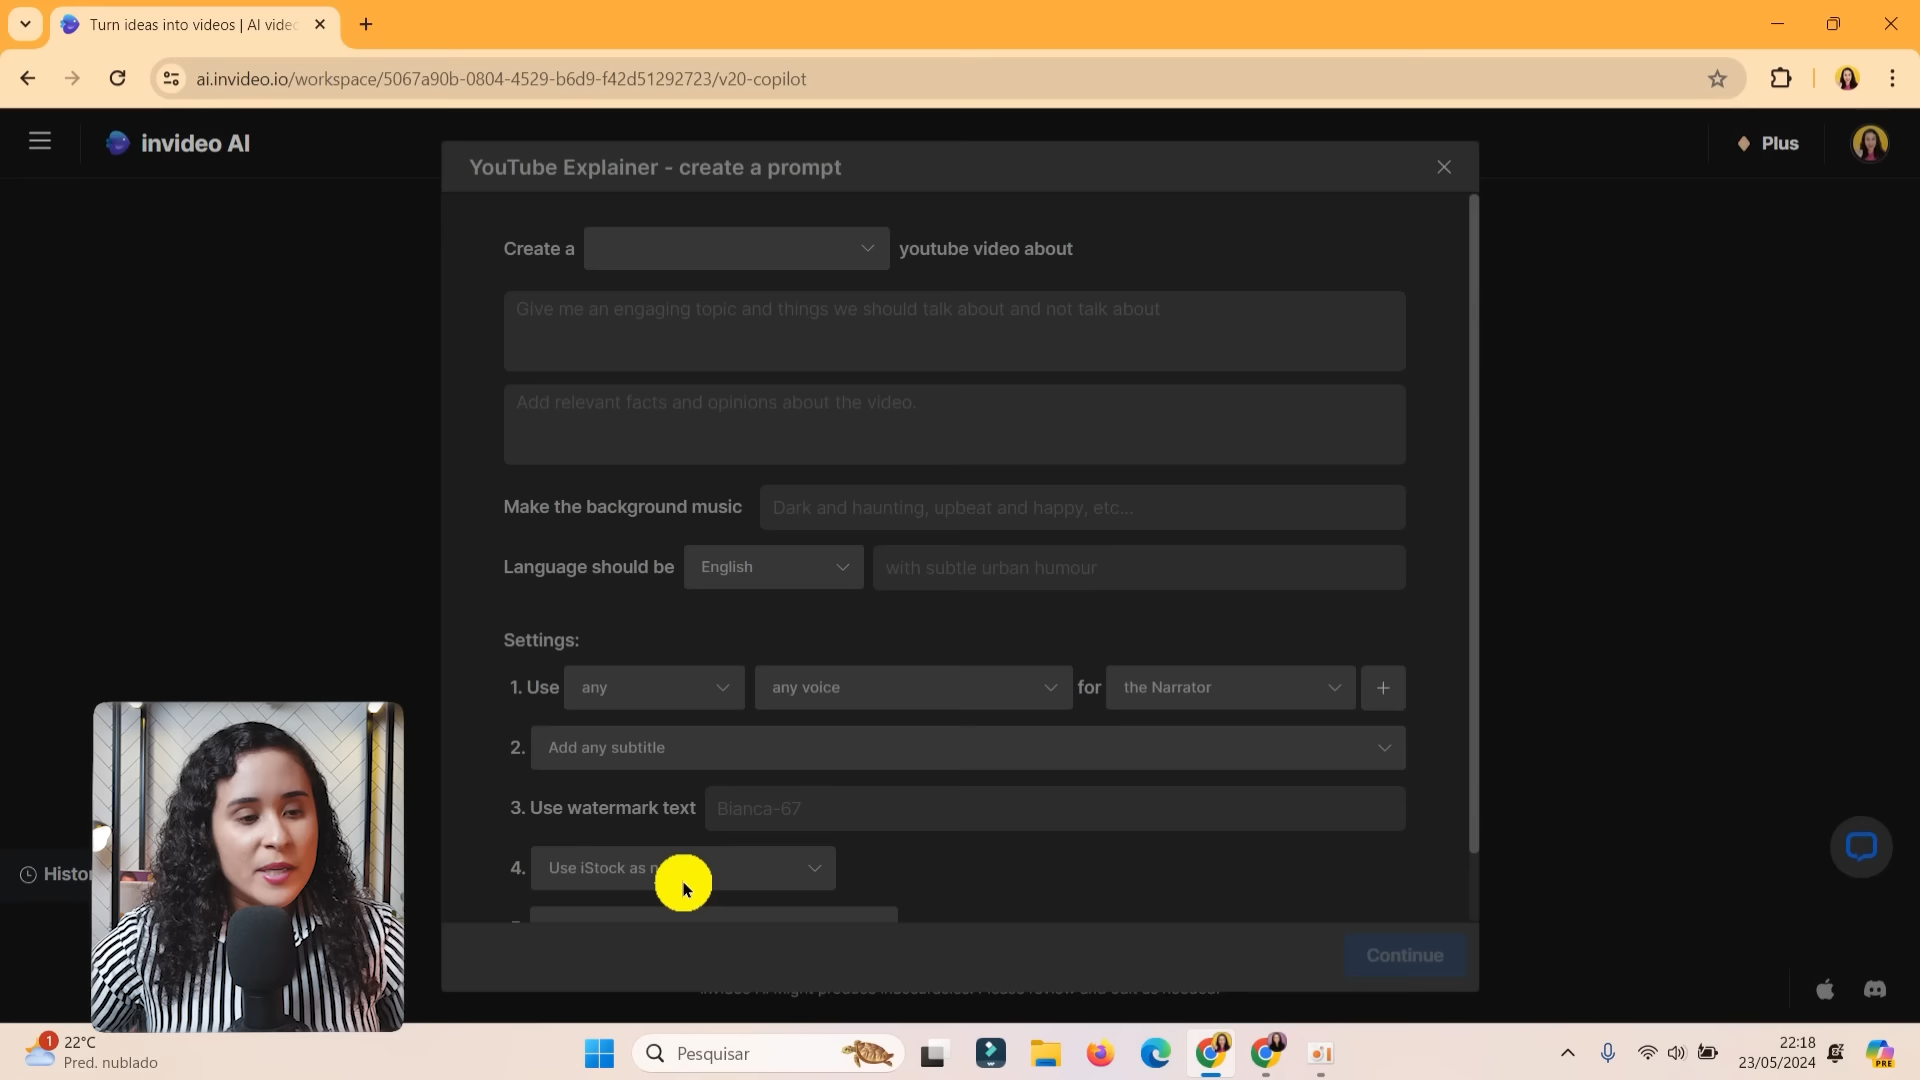 Turn ideas into videos | AI video
ai.invideo.io/workspace/5067a90b-0804-4529-b6d9-f42d51292723/v20-copilot
invideo AI
Plus
YouTube Explainer - create a prompt
Create a
youtube video about
Give me an engaging topic and things we should talk about and not talk about
Add relevant facts and opinions about the video.
Make the background music
Dark and haunting, upbeat and happy, etc...
Language should be
English
with subtle urban humour
Settings:
1. Use
any
any voice
for
the Narrator
2.
Add any subtitle
3. Use watermark text
Bianca-67
4.
Use iStock as
Histor
Continue
1
22°C
Pred. nublado
Pesquisar
22:18
23/05/2024
PRE